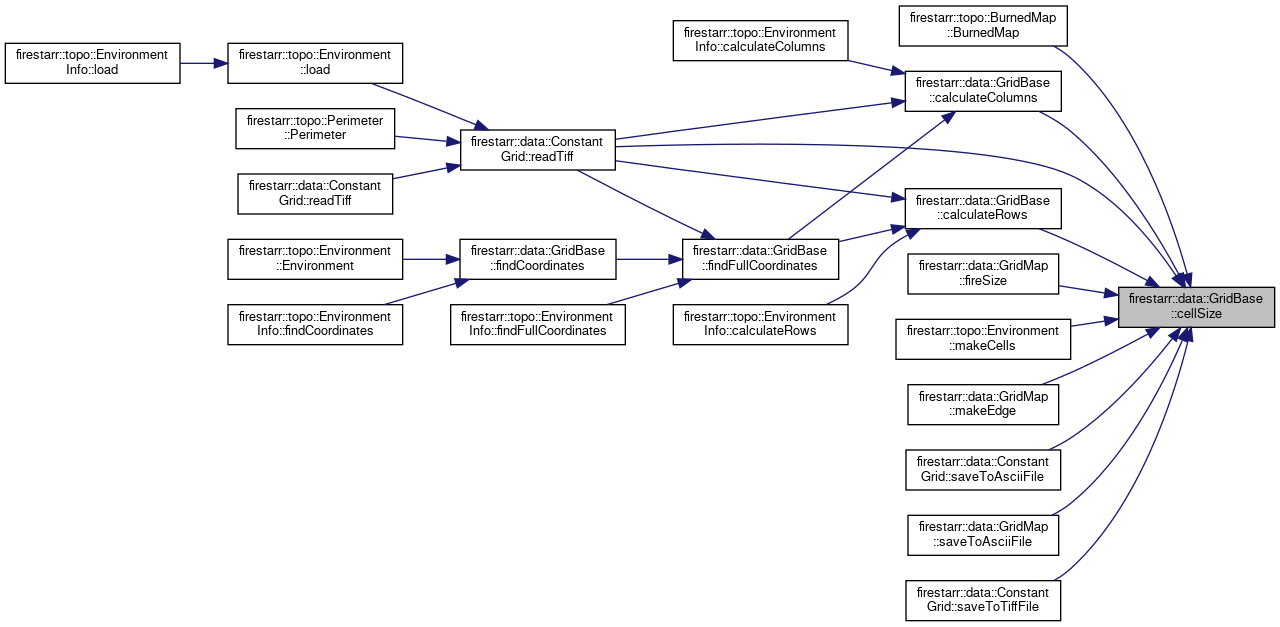 firestarr::topo::Environment
Info::load
firestarr::topo::Environment
::load
firestarr::topo::Perimeter
::Perimeter
firestarr::data::Constant
Grid::readTiff
firestarr::topo::Environment
::Environment
firestarr::topo::Environment
Info::findCoordinates
firestarr::data::Constant
Grid::readTiff
firestarr::data::GridBase
::findCoordinates
firestarr::topo::Environment
Info::findFullCoordinates
firestarr::topo::Environment
Info::calculateColumns
firestarr::data::GridBase
::findFullCoordinates
firestarr::topo::Environment
Info::calculateRows
firestarr::topo::BurnedMap
::BurnedMap
firestarr::data::GridBase
::calculateColumns
firestarr::data::GridBase
::calculateRows
firestarr::data::GridMap
::fireSize
firestarr::topo::Environment
::makeCells
firestarr::data::GridMap
::makeEdge
firestarr::data::Constant
Grid::saveToAsciiFile
firestarr::data::GridMap
::saveToAsciiFile
firestarr::data::Constant
Grid::saveToTiffFile
firestarr::data::GridBase
::cellSize